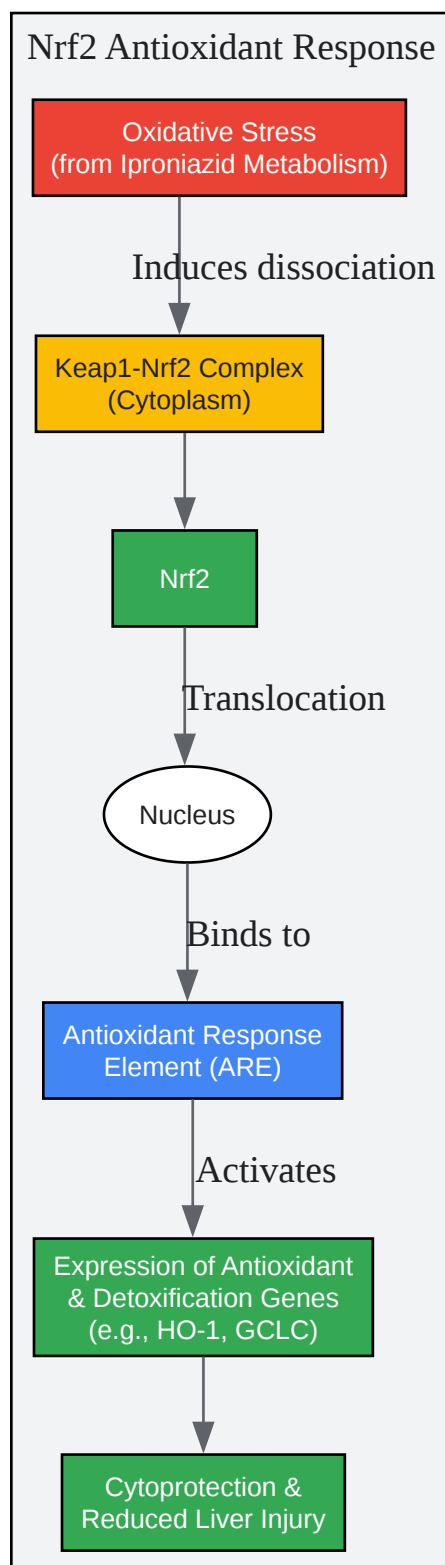 Nrf2 Antioxidant Response
Oxidative Stress
(from Iproniazid Metabolism)
Induces dissociation
Keap1-Nrf2 Complex
(Cytoplasm)
Nrf2
Translocation
Nucleus
Binds to
Antioxidant Response
Element (ARE)
Activates
Expression of Antioxidant
& Detoxification Genes
(e.g., HO-1, GCLC)
Cytoprotection &
Reduced Liver Injury